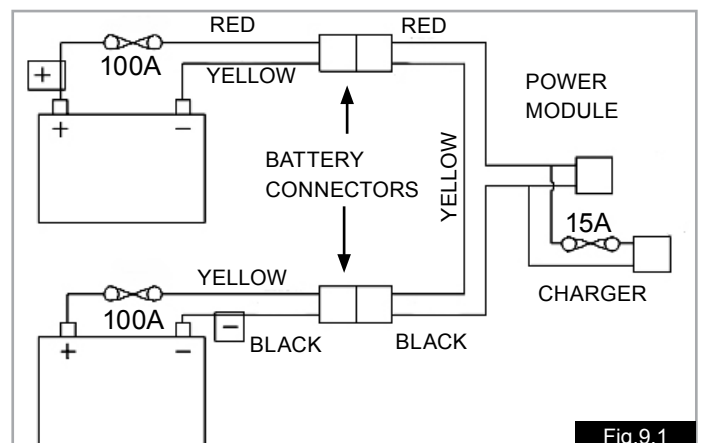 RED
RED
100A
+
YELLOW
+ −
POWER
MODULE
BATTERY
CONNECTORS
YELLOW
15A
YELLOW
CHARGER
100A
−
BLACK
BLACK
+ −
Fig.9.1